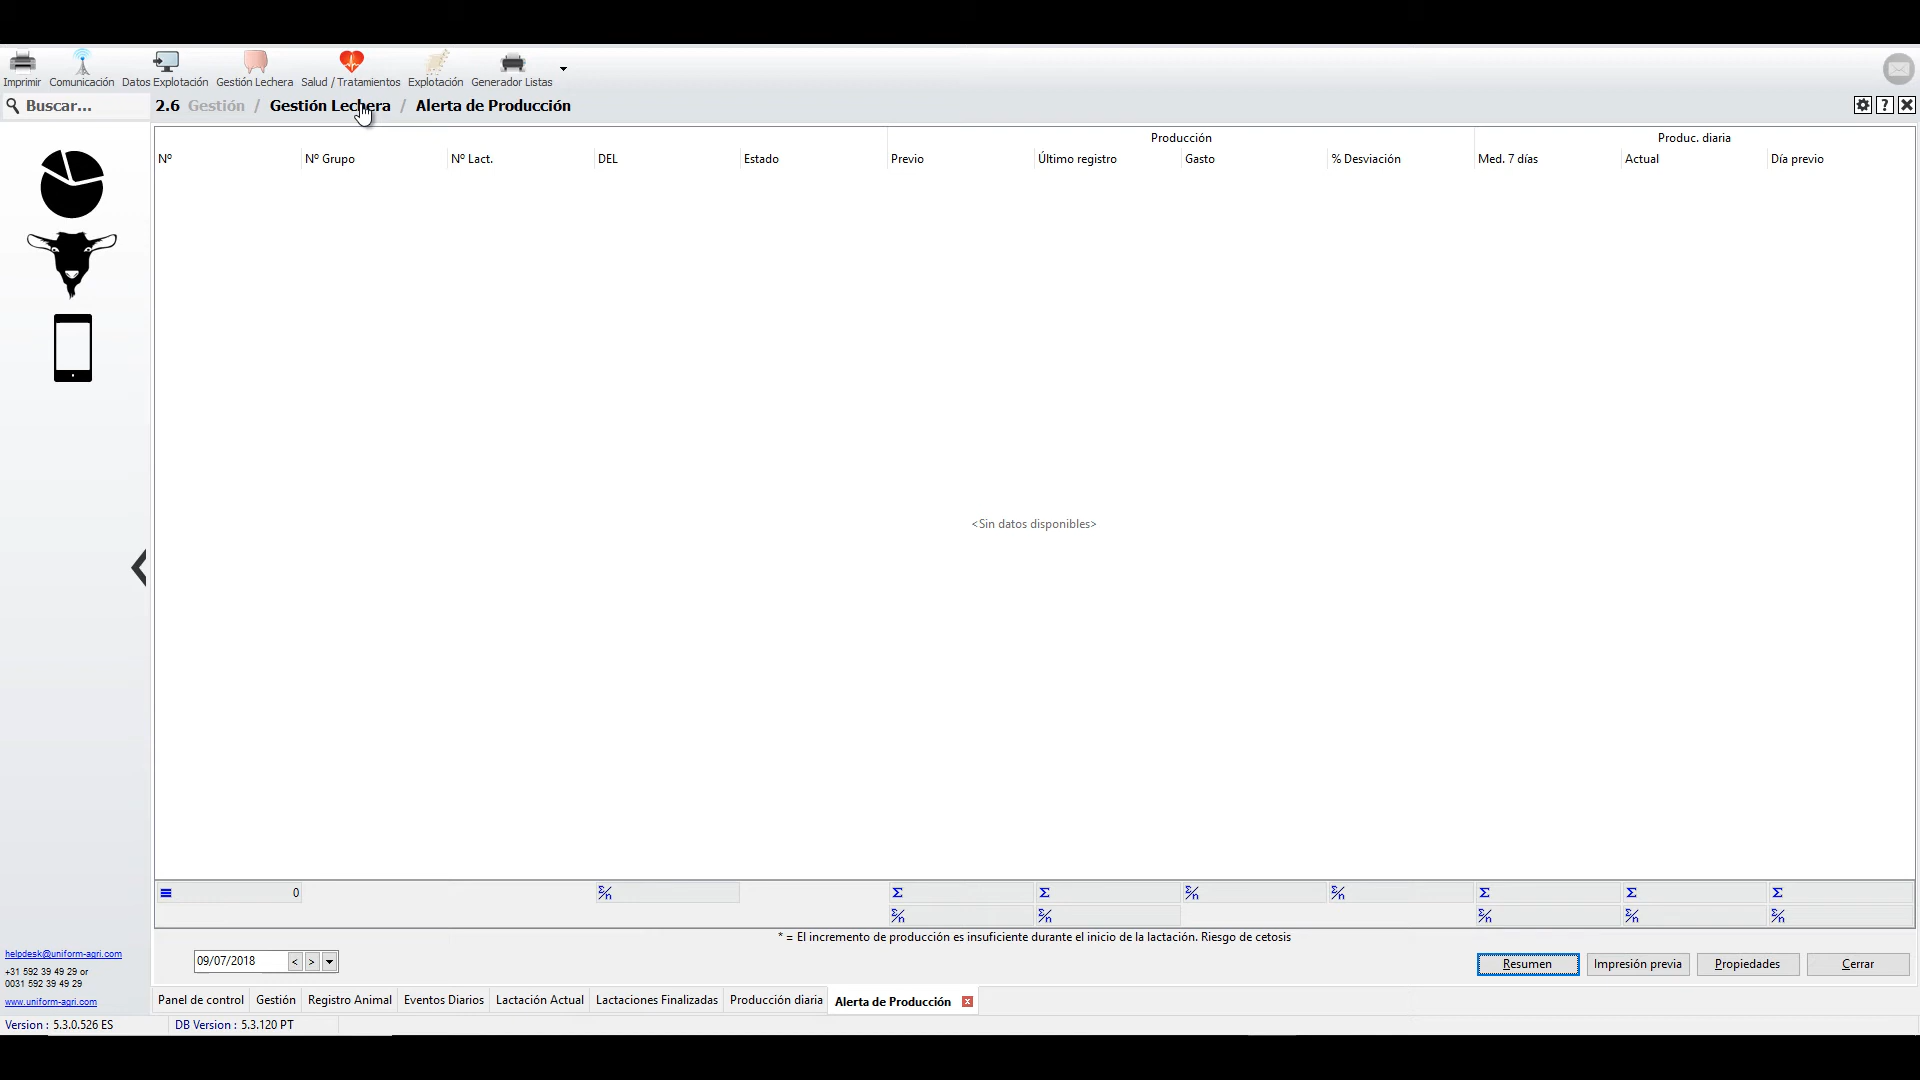 Imprimir Comunicación Datos Explotación Gestión Lechera Salud / Tratamientos Explotación Generador Listas
Buscar... 2.6 Gestión / Gestión Lechera / Alerta de Producción
Producción Produc. diaria
Nº Nº Grupo Nº Lact. DEL Estado Previo Último registro Gasto % Desviación Med. 7 días Actual Día previo
<Sin datos disponibles>
0
* = El incremento de producción es insuficiente durante el inicio de la lactación. Riesgo de cetosis
helpdesk@uniform-agri.com
+31 592 39 49 29 or
0031 592 39 49 29
www.uniform-agri.com
09/07/2018 < >
Resumen Impresión previa Propiedades Cerrar
Panel de control Gestión Registro Animal Eventos Diarios Lactación Actual Lactaciones Finalizadas Producción diaria Alerta de Producción
Version : 5.3.0.526 ES DB Version : 5.3.120 PT